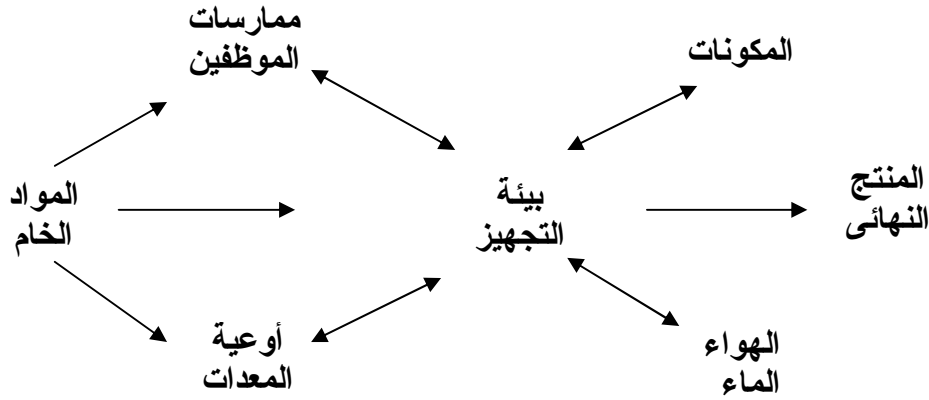 ممارسات
الموظفين
المكونات
المواد
الخام
بيئة
التجهيز
المنتج
النهائى
أوعية
المعدات
الهواء
الماء